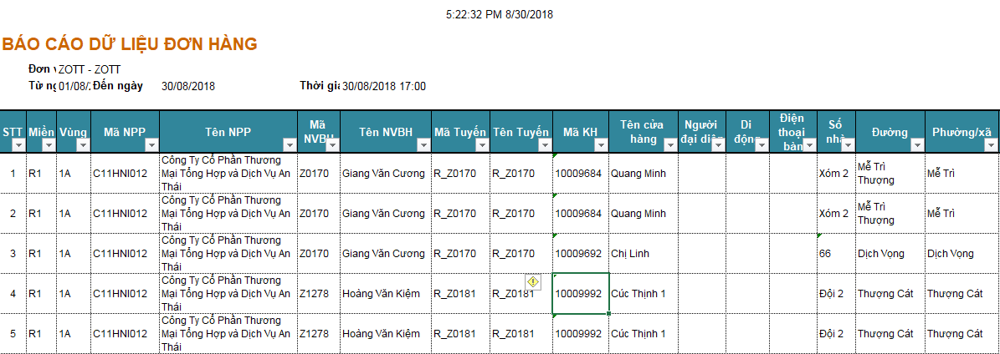 5:22:32 PM 8/30/2018
BÁO CÁO DỮ LIỆU ĐƠN HÀNG
Đơn v ZOTT - ZOTT
Từ ng 01/08/2 Đến ngày 30/08/2018 Thời gia 30/08/2018 17:00
STT Miền Vùng Mã NPP Tên NPP Mã NVBH Tên NVBH Mã Tuyến Tên Tuyến Mã KH Tên cửa hàng Người đại diện Di động Điện thoại bàn Số nhà Đường Phường/xã
1 R1 1A C11HNI012 Công Ty Cổ Phần Thương Mại Tổng Hợp và Dịch Vụ An Thái Z0170 Giang Văn Cương R_Z0170 R_Z0170 10009684 Quang Minh Xóm 2 Mễ Trì Thượng Mễ Trì
2 R1 1A C11HNI012 Công Ty Cổ Phần Thương Mại Tổng Hợp và Dịch Vụ An Thái Z0170 Giang Văn Cương R_Z0170 R_Z0170 10009684 Quang Minh Xóm 2 Mễ Trì Thượng Mễ Trì
3 R1 1A C11HNI012 Công Ty Cổ Phần Thương Mại Tổng Hợp và Dịch Vụ An Thái Z0170 Giang Văn Cương R_Z0170 R_Z0170 10009692 Chị Linh 66 Dịch Vọng Dịch Vọng
4 R1 1A C11HNI012 Công Ty Cổ Phần Thương Mại Tổng Hợp và Dịch Vụ An Thái Z1278 Hoàng Văn Kiệm R_Z0181 R_Z0181 10009992 Cúc Thịnh 1 Đội 2 Thượng Cát Thượng Cát
5 R1 1A C11HNI012 Công Ty Cổ Phần Thương Mại Tổng Hợp và Dịch Vụ An Thái Z1278 Hoàng Văn Kiệm R_Z0181 R_Z0181 10009992 Cúc Thịnh 1 Đội 2 Thượng Cát Thượng Cát